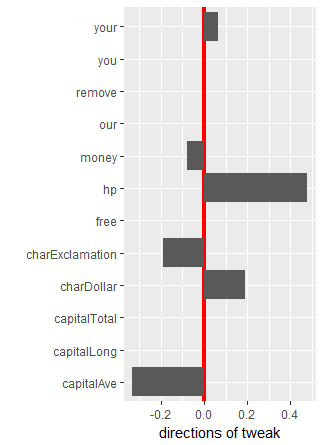 your
you
remove
our
money
hp
free
charExclamation
charDollar
capitalTotal
capitalLong
capitalAve
-0.2 0.0 0.2 0.4
directions of tweak